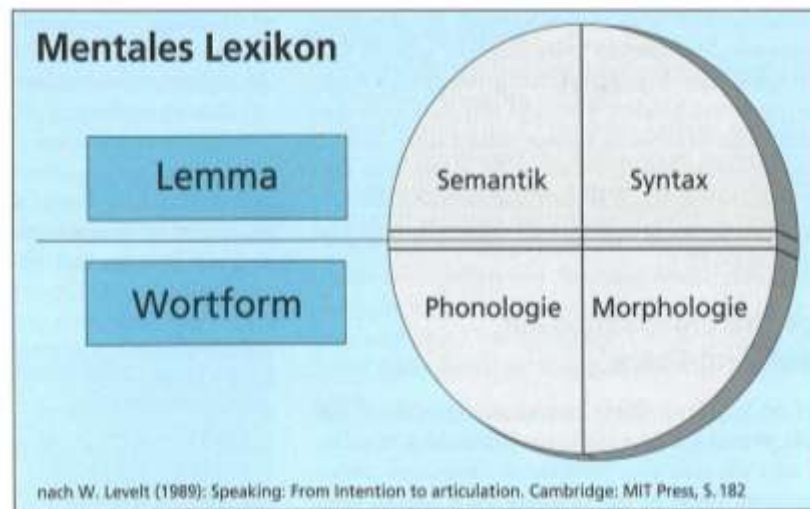 Mentales Lexikon
Lemma
Semantik Syntax
Wortform
Phonologie Morphologie
nach W. Levelt (1989): Speaking: From Intention to articulation. Cambridge: MIT Press, S. 182